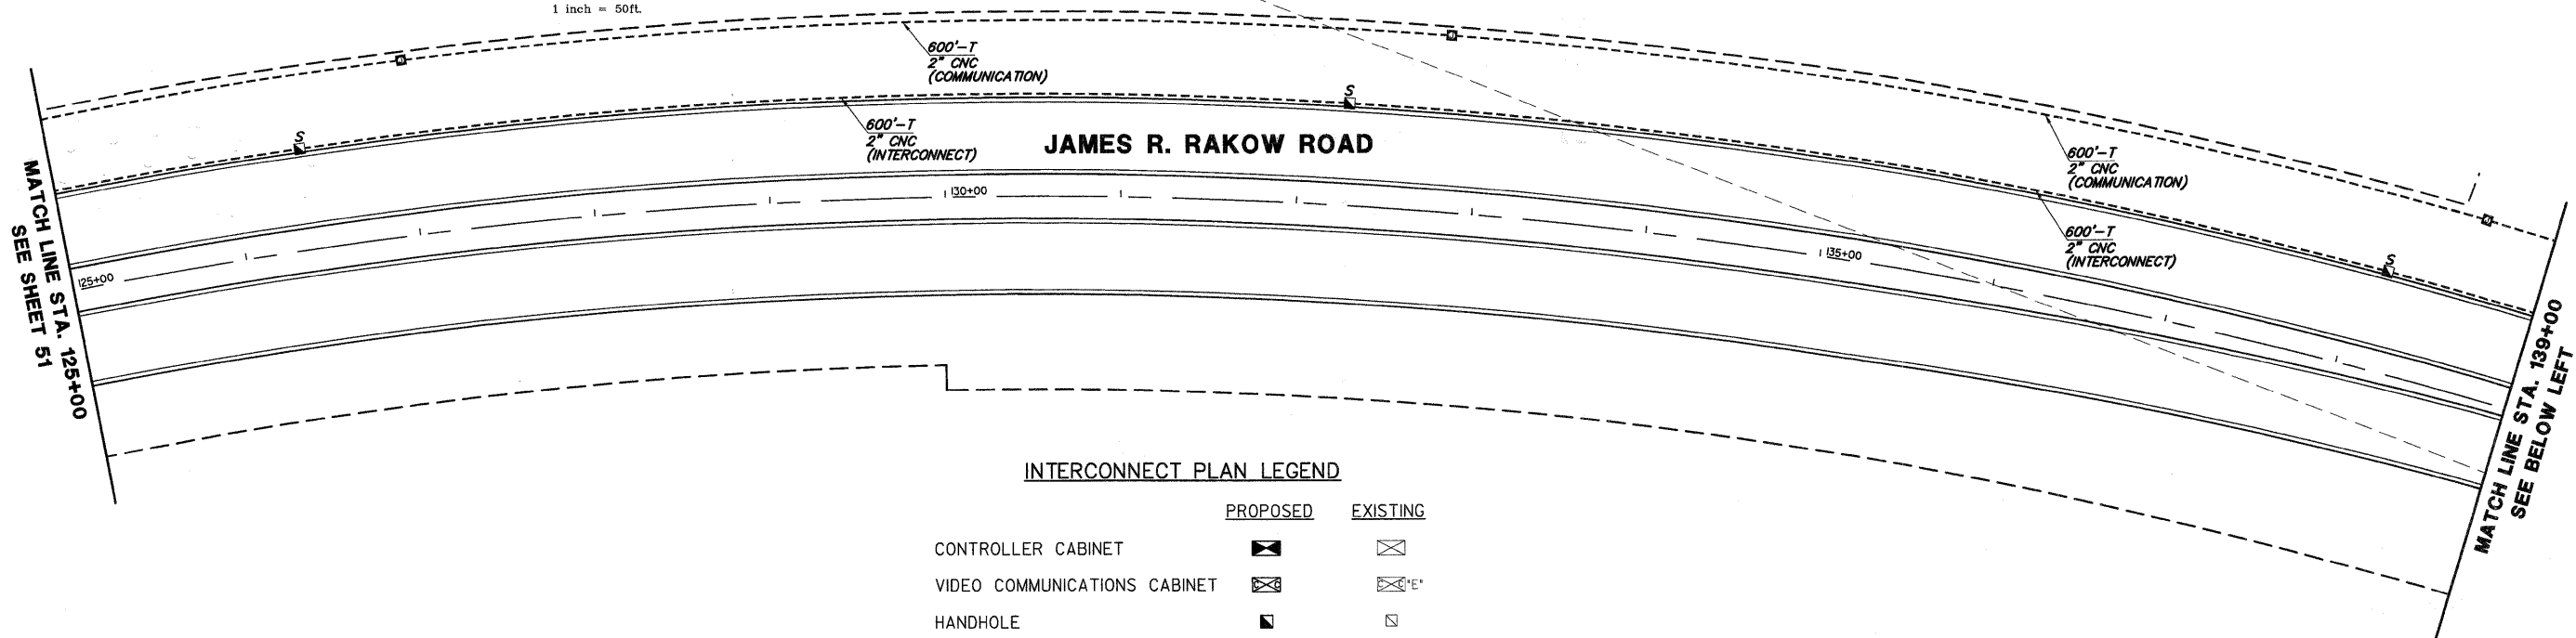 1 inch = 50ft.
600'-T
2" CNC
(COMMUNICATION)
S
S
600'-T
2" CNC
(INTERCONNECT)
JAMES R. RAKOW ROAD
600'-T
2" CNC
(COMMUNICATION)
130+00
600'-T
2" CNC
(INTERCONNECT)
135+00
S
125+00
MATCH LINE STA. 125+00
SEE SHEET 51
MATCH LINE STA. 139+00
SEE BELOW LEFT
INTERCONNECT PLAN LEGEND
PROPOSED EXISTING
CONTROLLER CABINET
VIDEO COMMUNICATIONS CABINET C C C C "E"
HANDHOLE